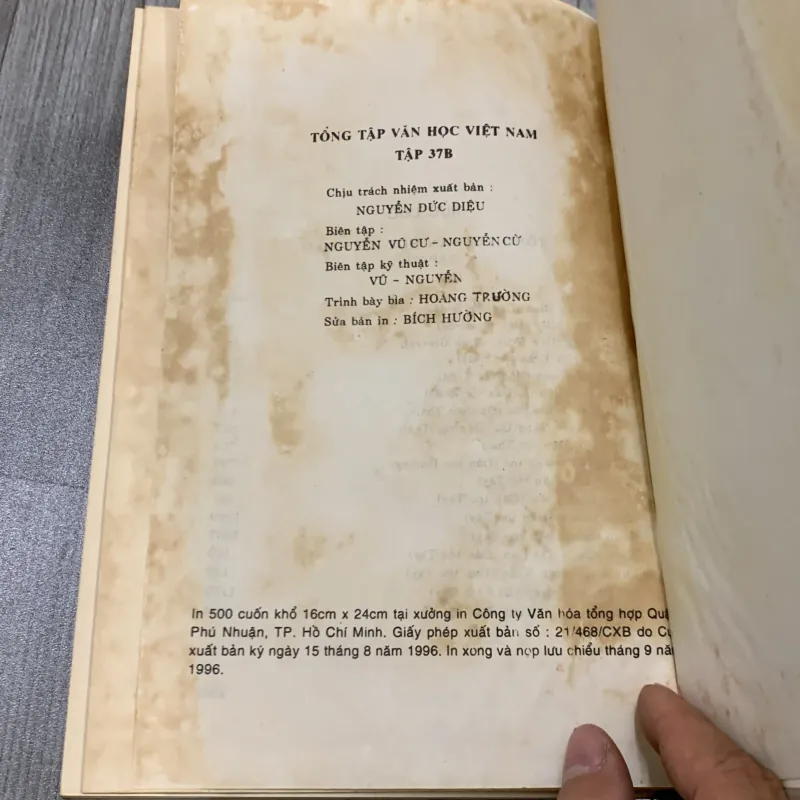 TỔNG TẬP VĂN HỌC VIỆT NAM
TẬP 37B
Chịu trách nhiệm xuất bản :
NGUYỄN ĐỨC DIỆU
Biên tập :
NGUYỄN VŨ CƯ - NGUYỄN CỪ
Biên tập kỹ thuật :
VŨ - NGUYỄN
Trình bày bìa : HOÀNG TRƯỜNG
Sửa bản in : BÍCH HƯỜNG
In 500 cuốn khổ 16cm x 24cm tại xưởng in Công ty Văn hóa tổng hợp
Phú Nhuận, TP. Hồ Chí Minh. Giấy phép xuất bản số : 21/468/CXB do
xuất bản ký ngày 15 tháng 8 năm 1996. In xong và nộp lưu chiểu tháng 9
1996.